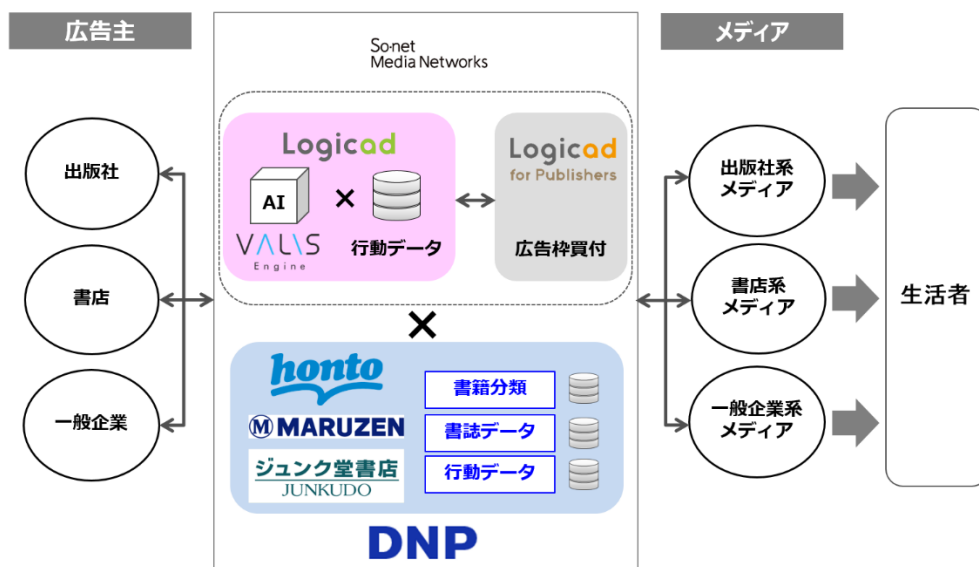 広告主
出版社
書店
一般企業
So-net
Media Networks
Logicad
AI
×
VALIS
Engine
行動データ
Logicad
for Publishers
広告枠買付
×
honto
M MARUZEN
ジュンク堂書店
JUNKUDO
書籍分類
書誌データ
行動データ
DNP
メディア
出版社系
メディア
書店系
メディア
一般企業系
メディア
生活者